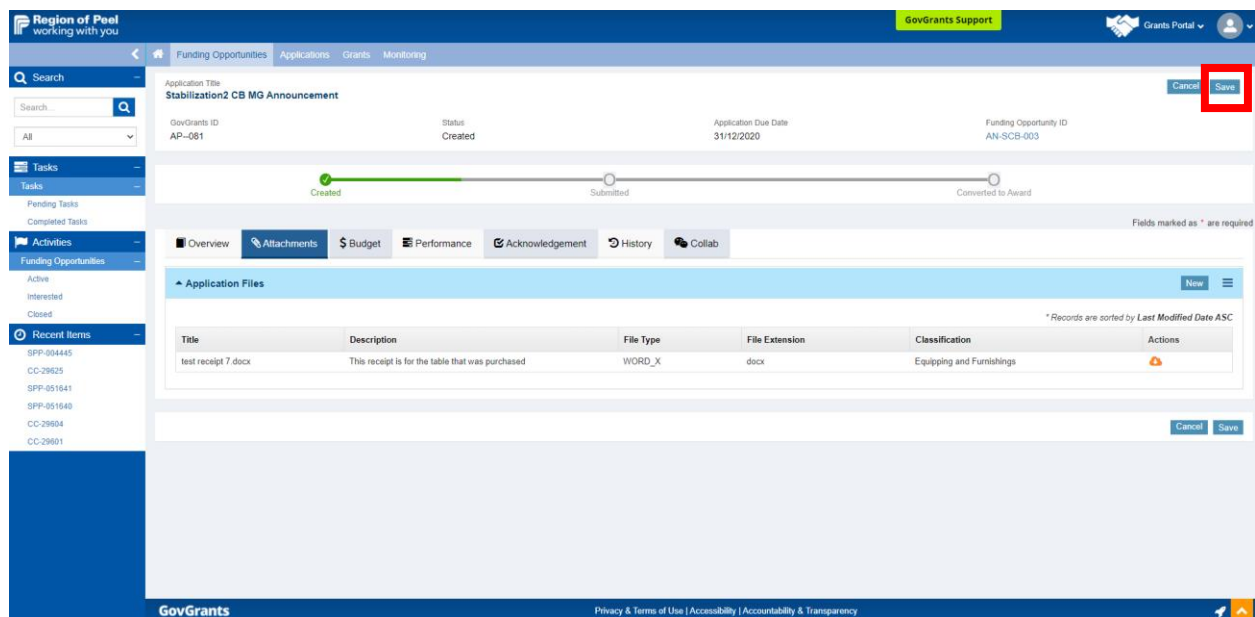 Region of Peel
working with you
GovGrants Support
Grants Portal
Funding Opportunities Applications Grants Monitoring
Search
Search...
All
Tasks
Tasks
Pending Tasks
Completed Tasks
Activities
Funding Opportunities
Active
Interested
Closed
Recent Items
SPP-004445
CC-29625
SPP-051641
SPP-051640
CC-29604
CC-29601
Application Title
Stabilization2 CB MG Announcement
Cancel Save
GovGrants ID Status Application Due Date Funding Opportunity ID
AP--081 Created 31/12/2020 AN-SCB-003
Created Submitted Converted to Award
Fields marked as * are required
Overview Attachments $ Budget Performance Acknowledgement History Collab
Application Files New
* Records are sorted by Last Modified Date ASC
Title Description File Type File Extension Classification Actions
test receipt 7.docx This receipt is for the table that was purchased WORD_X docx Equipping and Furnishings
Cancel Save
GovGrants
Privacy & Terms of Use | Accessibility | Accountability & Transparency